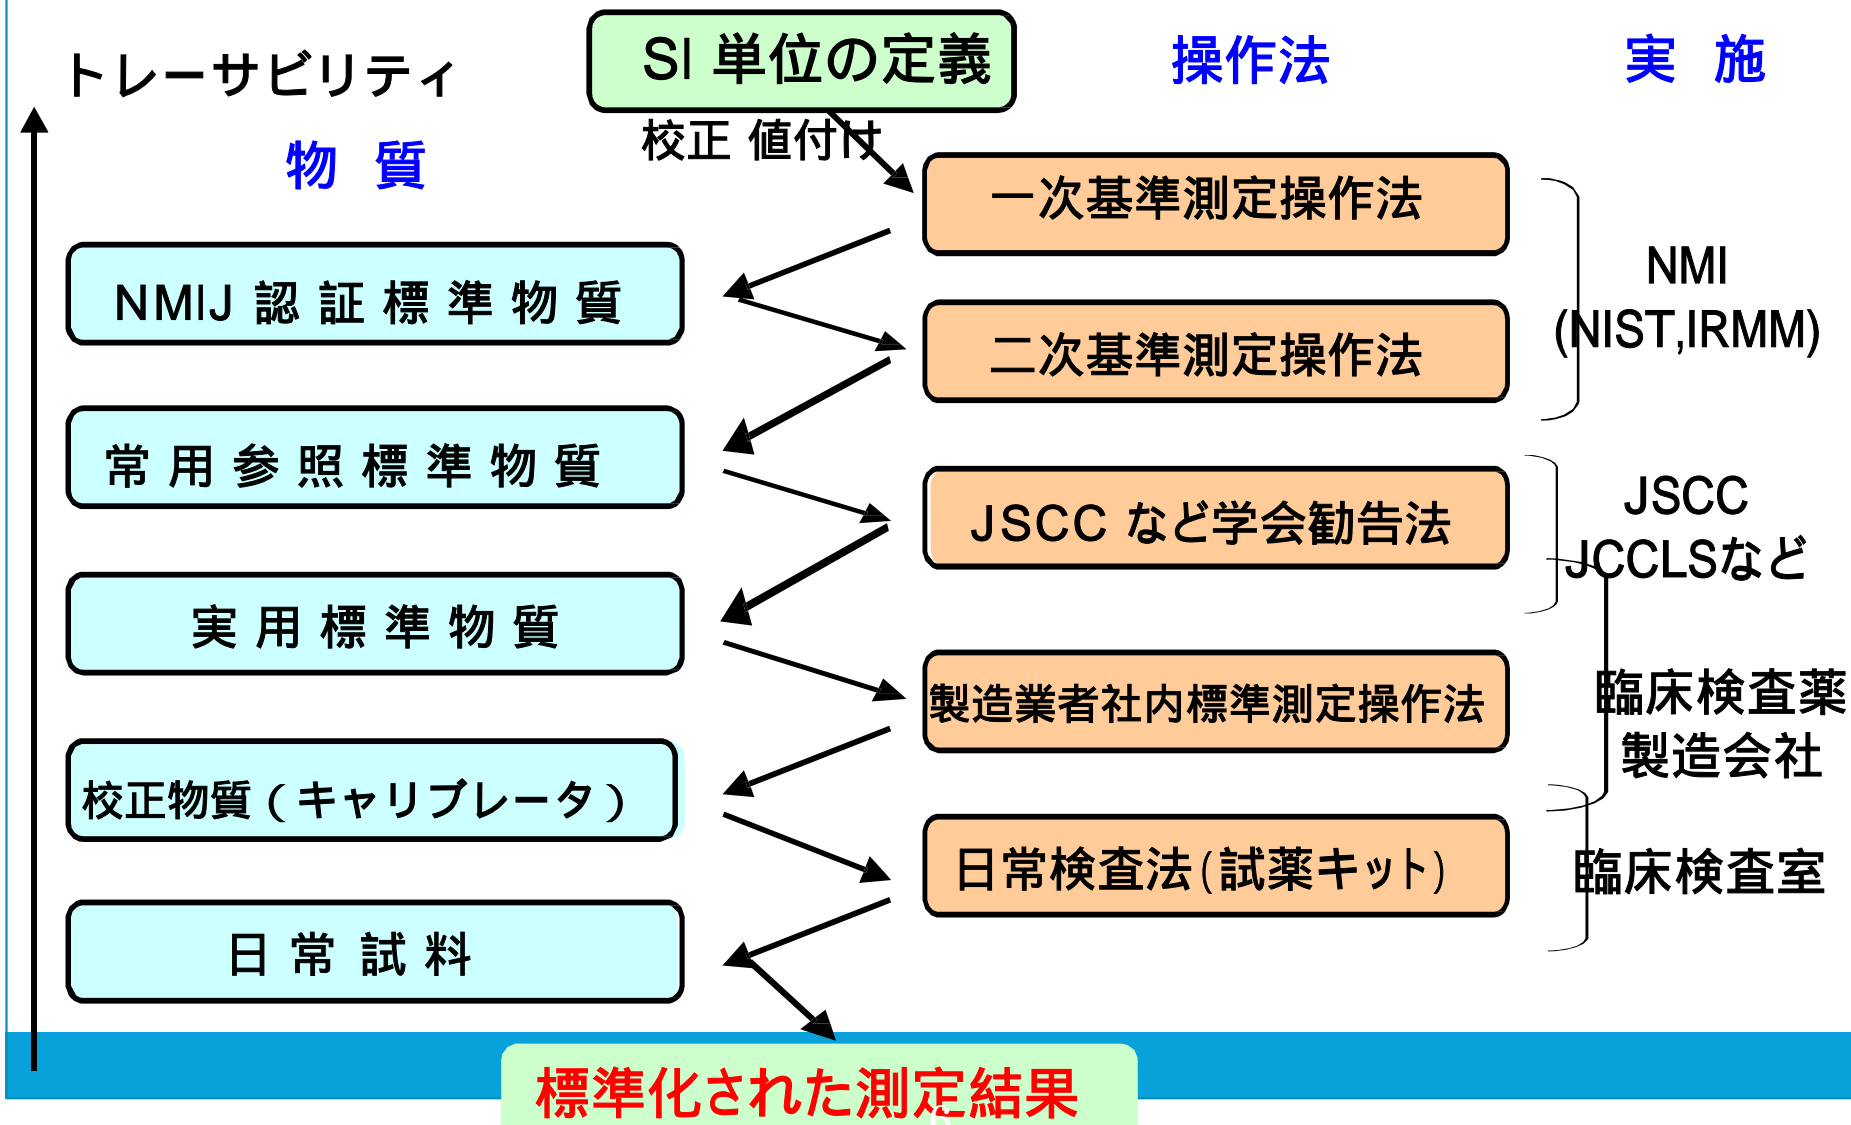 トレーサビリティ
SI 単位の定義
操作法
実 施
校正 値付け
物 質
一次基準測定操作法
NMIJ 認 証 標 準 物 質
NMI
(NIST,IRMM)
二次基準測定操作法
常 用 参 照 標 準 物 質
JSCC など学会勧告法
JSCC
JCCLSなど
実 用 標 準 物 質
製造業者社内標準測定操作法
臨床検査薬
製造会社
校正物質(キャリブレータ)
日常検査法(試薬キット)
臨床検査室
日 常 試 料
標準化された測定結果